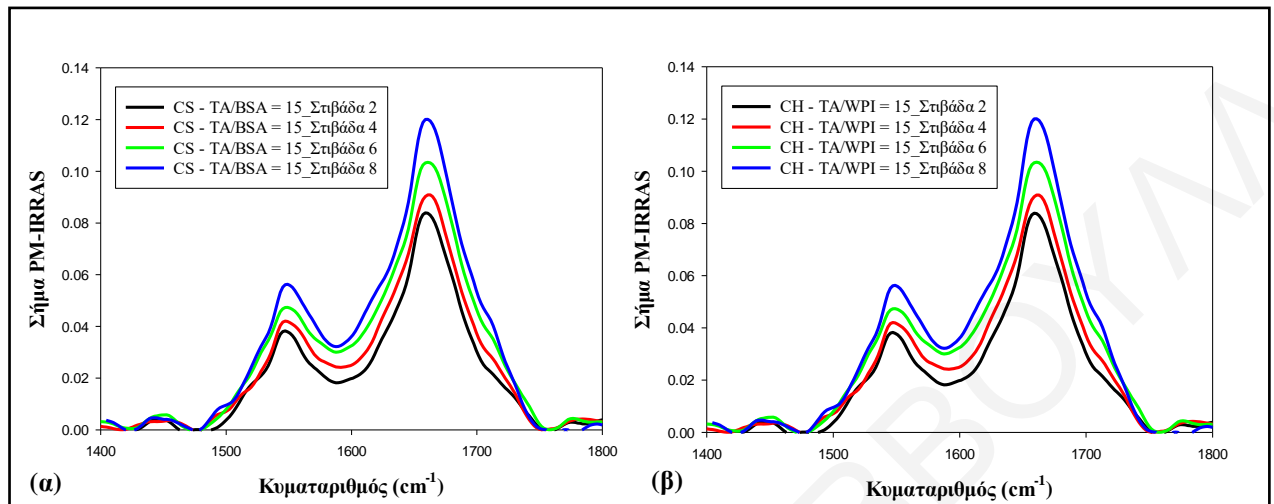 0.14
0.12
0.10
0.08
0.06
0.04
0.02
0.00
Σήμα PM-IRRAS
CS - TA/BSA = 15_Στιβάδα 2
CS - TA/BSA = 15_Στιβάδα 4
CS - TA/BSA = 15_Στιβάδα 6
CS - TA/BSA = 15_Στιβάδα 8
1400 1500 1600 1700 1800
Κυματαριθμός (cm-1)
(α)
0.14
0.12
0.10
0.08
0.06
0.04
0.02
0.00
Σήμα PM-IRRAS
CH - TA/WPI = 15_Στιβάδα 2
CH - TA/WPI = 15_Στιβάδα 4
CH - TA/WPI = 15_Στιβάδα 6
CH - TA/WPI = 15_Στιβάδα 8
1400 1500 1600 1700 1800
Κυματαριθμός (cm-1)
(β)